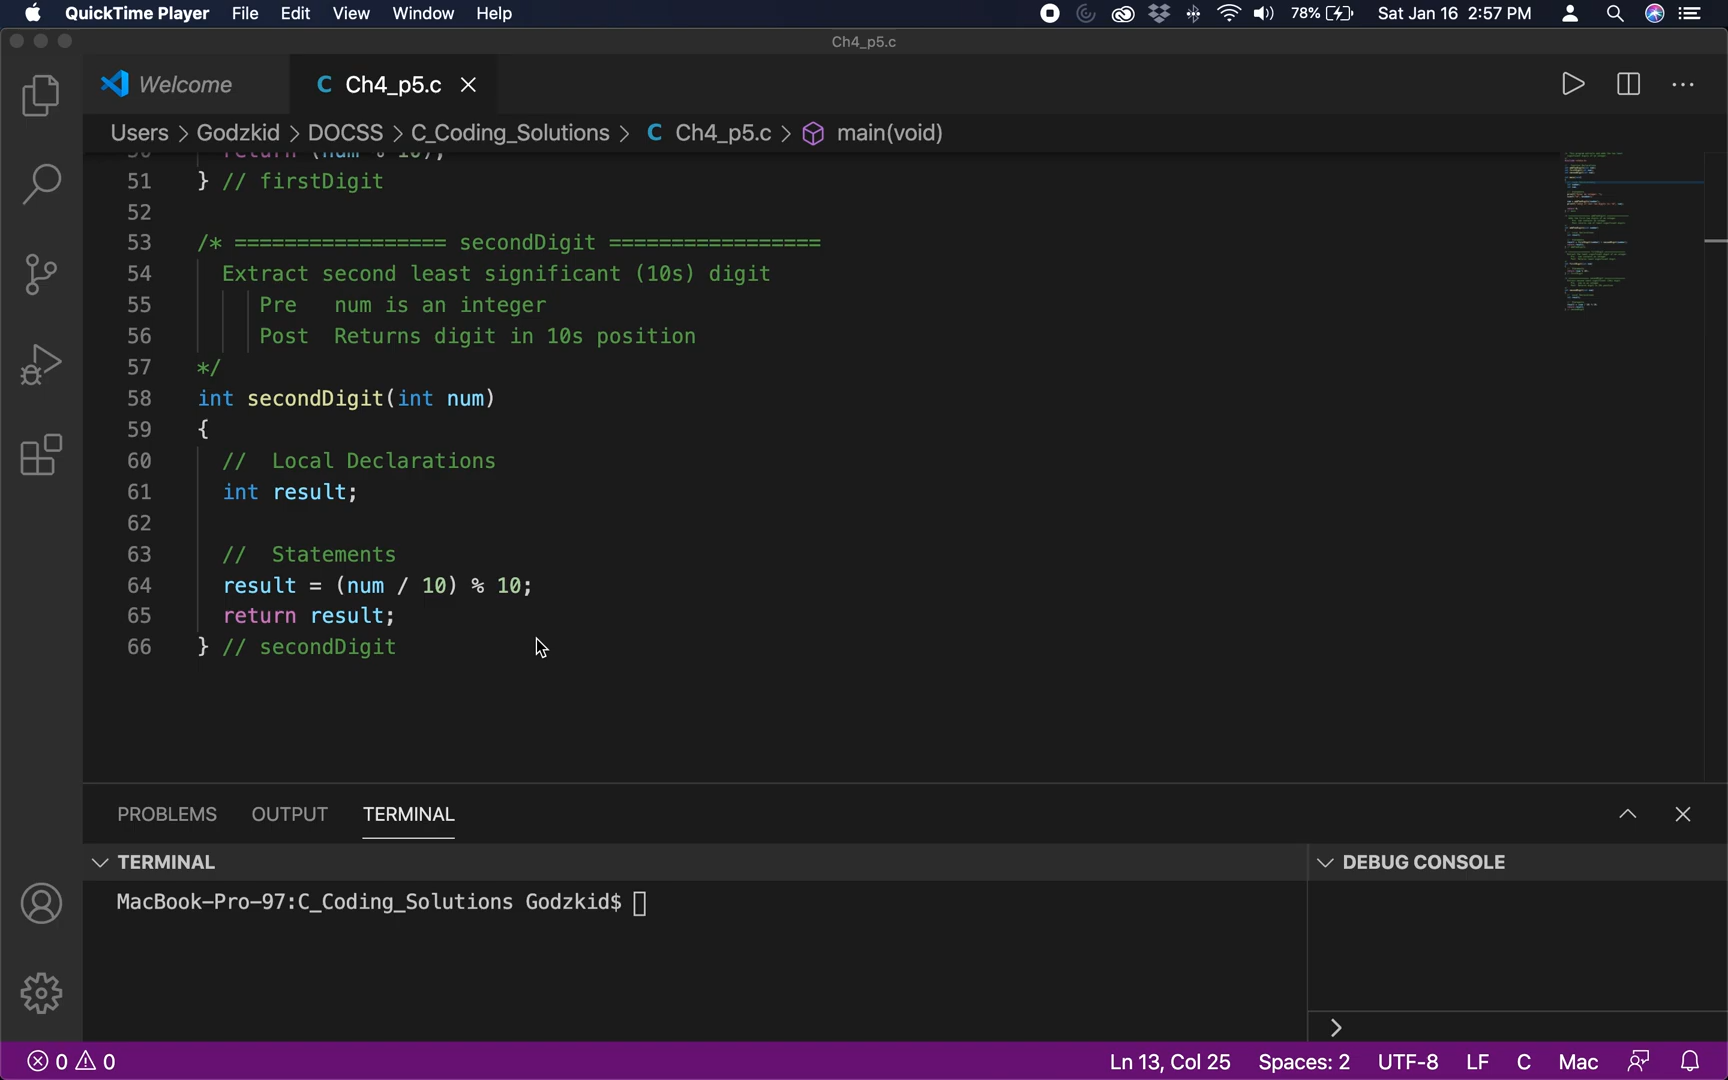 QuickTime Player File Edit View Window Help 78% Sat Jan 16 2:57 PM
Ch4_p5.c
Welcome C Ch4_p5.c
Users > Godzkid > DOCSS > C_Coding_Solutions > C Ch4_p5.c > main(void)
51 } // firstDigit
52
53 /* ================= secondDigit =================
54 Extract second least significant (10s) digit
55 Pre num is an integer
56 Post Returns digit in 10s position
57 */
58 int secondDigit(int num)
59 {
60 // Local Declarations
61 int result;
62
63 // Statements
64 result = (num / 10) % 10;
65 return result;
66 } // secondDigit
PROBLEMS OUTPUT TERMINAL
TERMINAL DEBUG CONSOLE
MacBook-Pro-97:C_Coding_Solutions Godzkid$
0 0 Ln 13, Col 25 Spaces: 2 UTF-8 LF C Mac